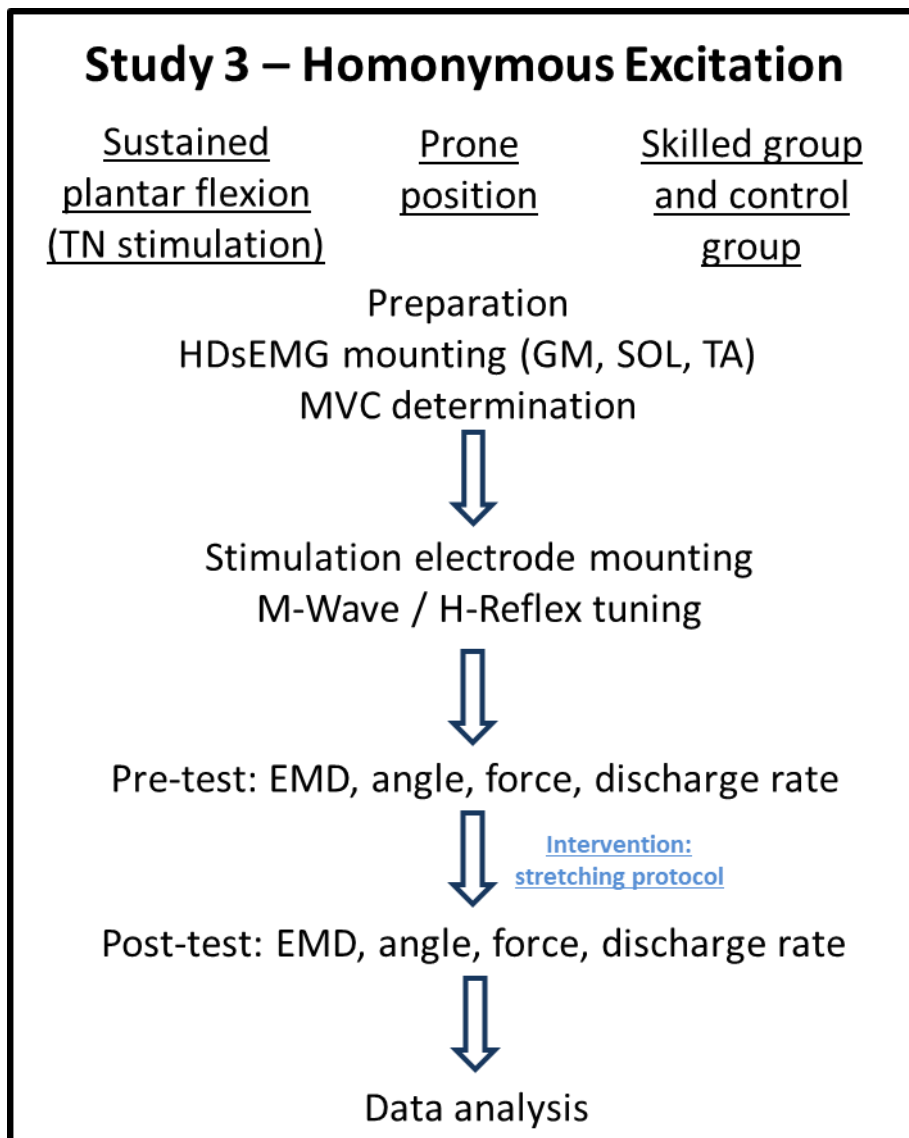 Study 3 – Homonymous Excitation
Sustained
plantar flexion
(TN stimulation)
Prone
position
Skilled group
and control
group
Preparation
HDsEMG mounting (GM, SOL, TA)
MVC determination
Stimulation electrode mounting
M-Wave / H-Reflex tuning
Pre-test: EMD, angle, force, discharge rate
Intervention:
stretching protocol
Post-test: EMD, angle, force, discharge rate
Data analysis